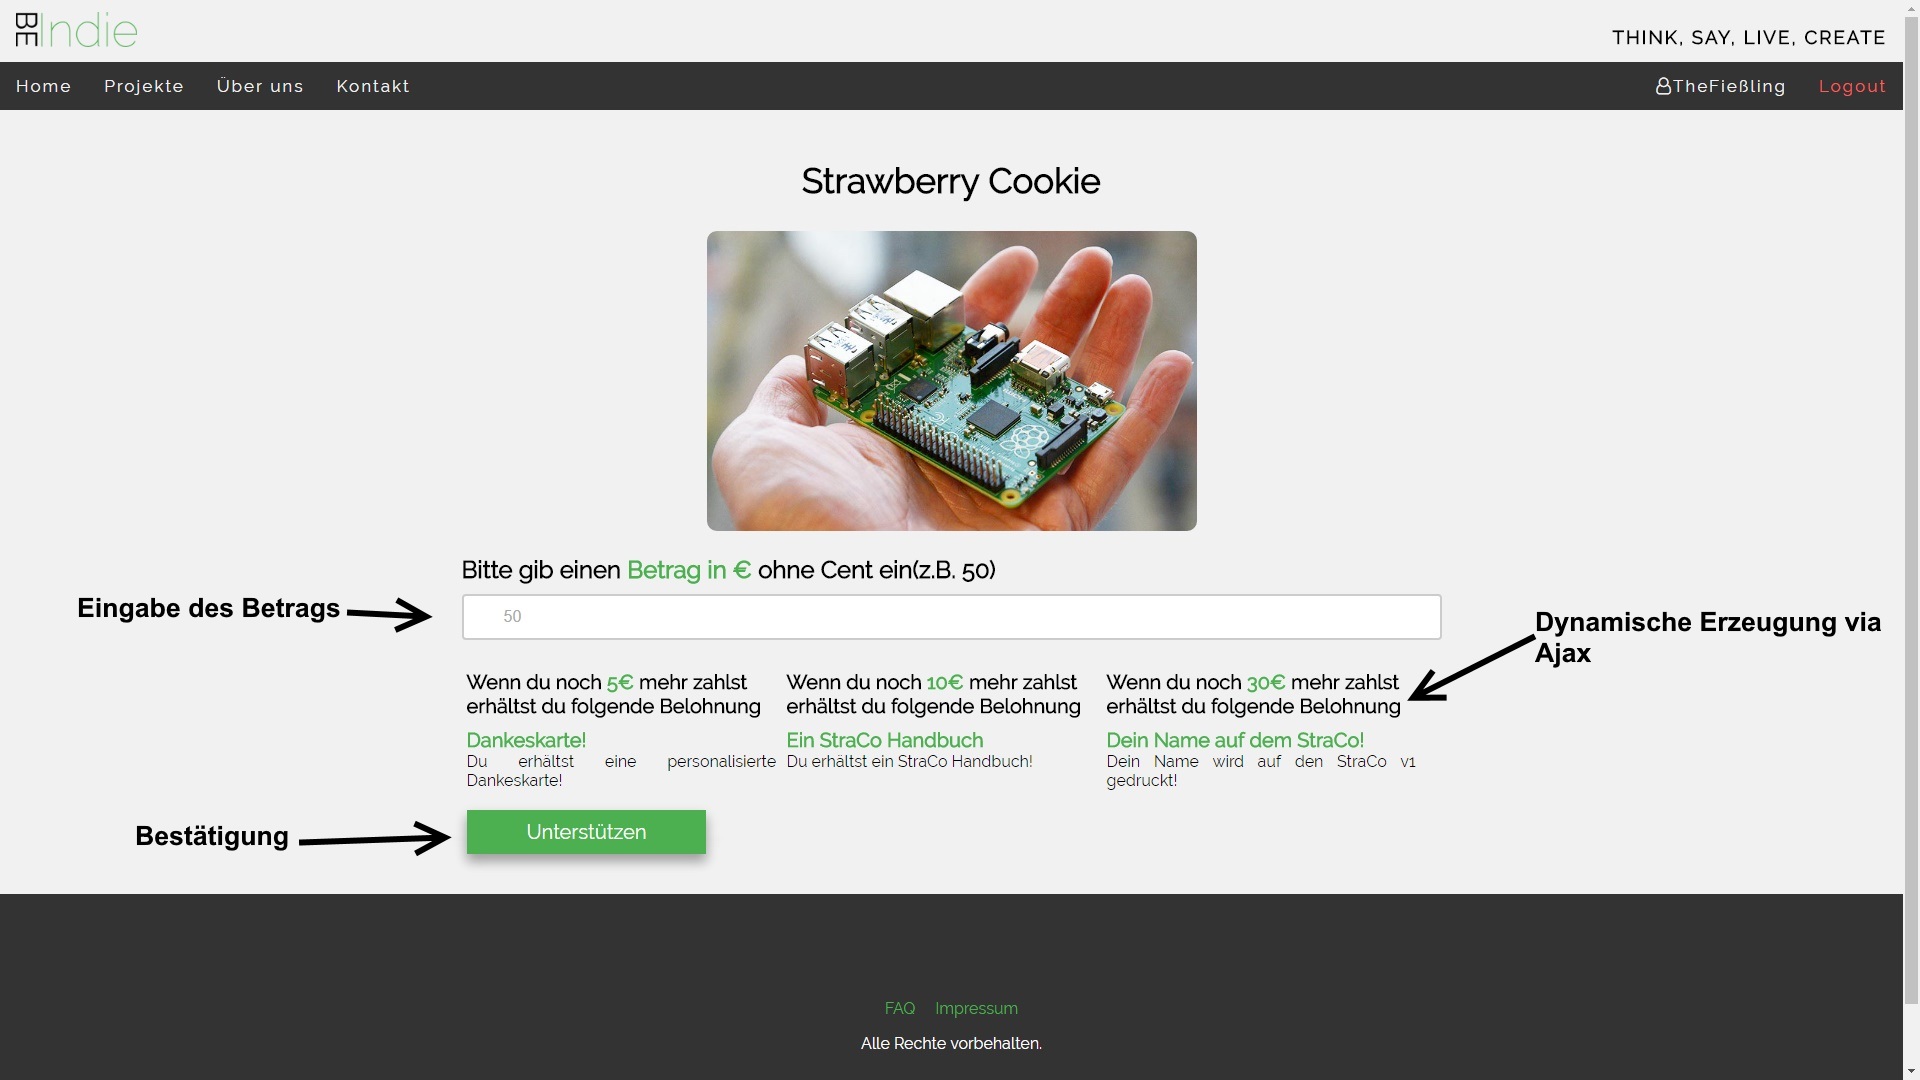 BE Indie
THINK, SAY, LIVE, CREATE
Home Projekte Über uns Kontakt
TheFießling Logout
Strawberry Cookie
Bitte gib einen Betrag in € ohne Cent ein(z.B. 50)
Eingabe des Betrags
50
Dynamische Erzeugung via
Ajax
Wenn du noch 5€ mehr zahlst
erhältst du folgende Belohnung
Dankeskarte!
Du erhältst eine personalisierte
Dankeskarte!
Wenn du noch 10€ mehr zahlst
erhältst du folgende Belohnung
Ein StraCo Handbuch
Du erhältst ein StraCo Handbuch!
Wenn du noch 30€ mehr zahlst
erhältst du folgende Belohnung
Dein Name auf dem StraCo!
Dein Name wird auf den StraCo v1
gedruckt!
Bestätigung
Unterstützen
FAQ Impressum
Alle Rechte vorbehalten.